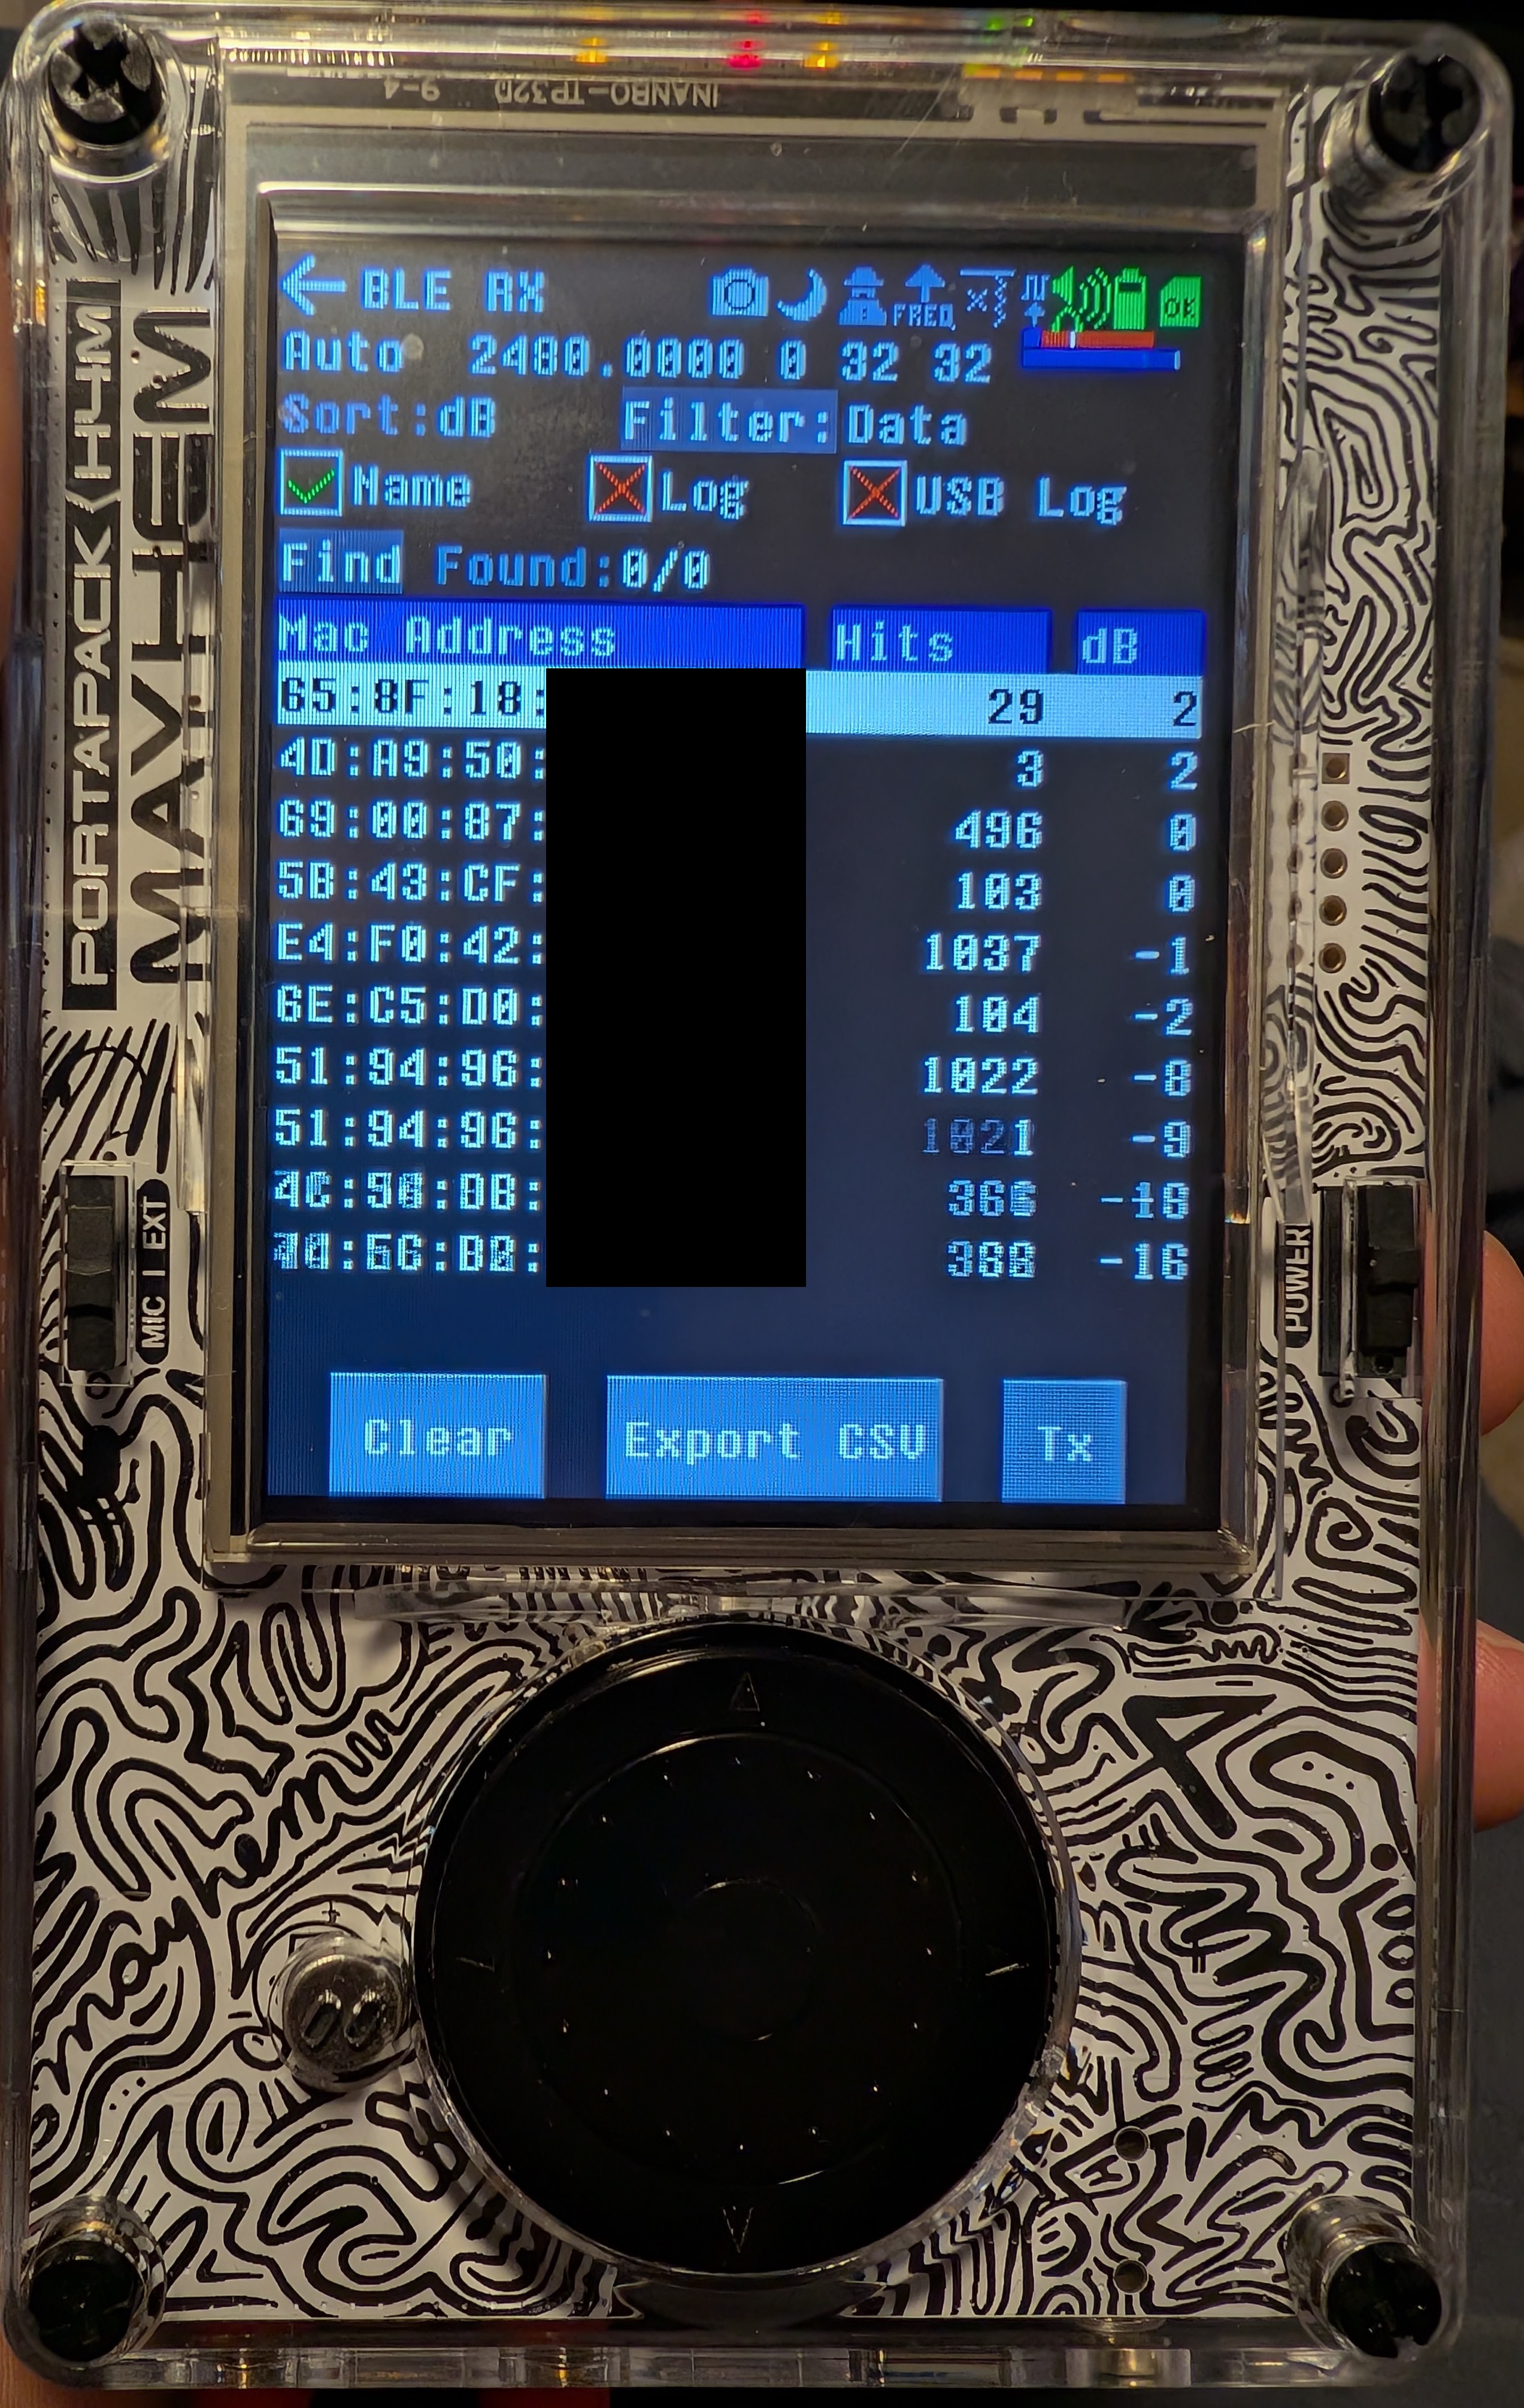 INANBO-TP32D 9-4
BLE RX FREQ OK
Auto 2480.0000 0 32 32
Sort:dB Filter:Data
Name Log USB Log
Find Found:0/0
Mac Address Hits dB
65:8F:18: 29 2
4D:A9:50: 3 2
69:00:87: 496 0
5B:43:CF: 103 0
E4:F0:42: 1037 -1
6E:C5:D0: 104 -2
51:94:96: 1022 -8
51:94:96: 1021 -9
-16
Clear Export CSV Tx
PORTAPACK H4M
MAYHEM
MIC | EXT
POWER
mayhem